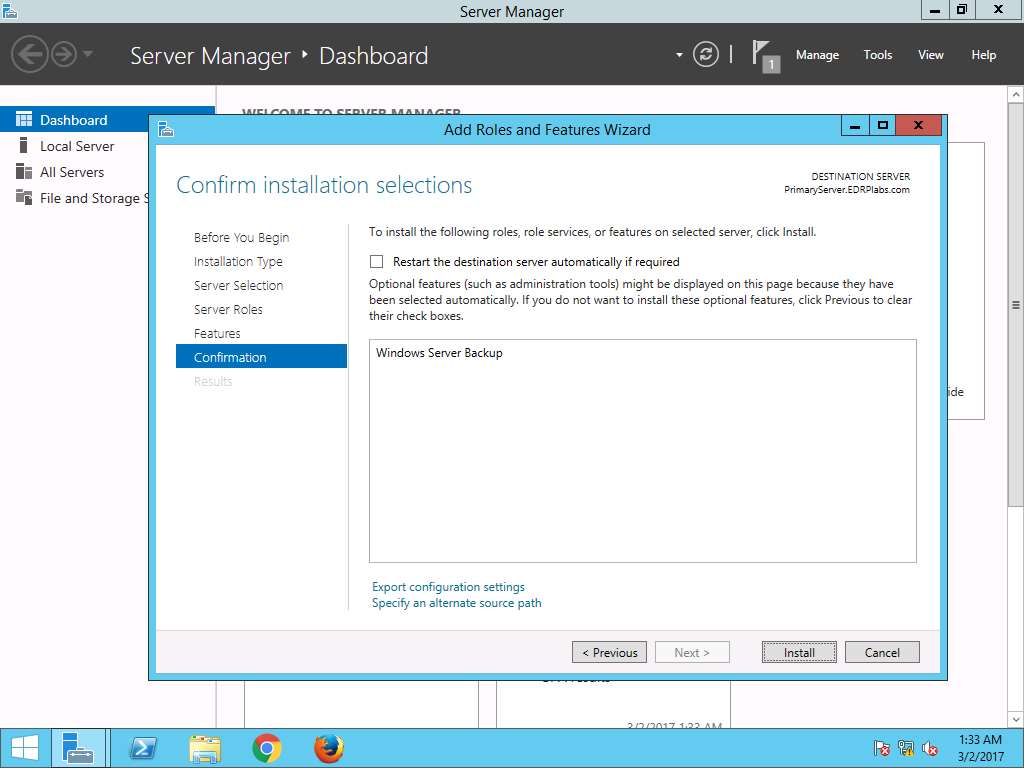 Server Manager
Server Manager • Dashboard
1
Manage
Tools
View
Help
Dashboard
Local Server
All Servers
File and Storage S
WELCOME TO SERVER MANAGER
Add Roles and Features Wizard
Confirm installation selections
DESTINATION SERVER
PrimaryServer.EDRPlabs.com
Before You Begin
Installation Type
Server Selection
Server Roles
Features
Confirmation
Results
To install the following roles, role services, or features on selected server, click Install.
Restart the destination server automatically if required
Optional features (such as administration tools) might be displayed on this page because they have
been selected automatically. If you do not want to install these optional features, click Previous to clear
their check boxes.
Windows Server Backup
ide
Export configuration settings
Specify an alternate source path
< Previous
Next >
Install
Cancel
3/2/2017 1:33 AM
1:33 AM
3/2/2017